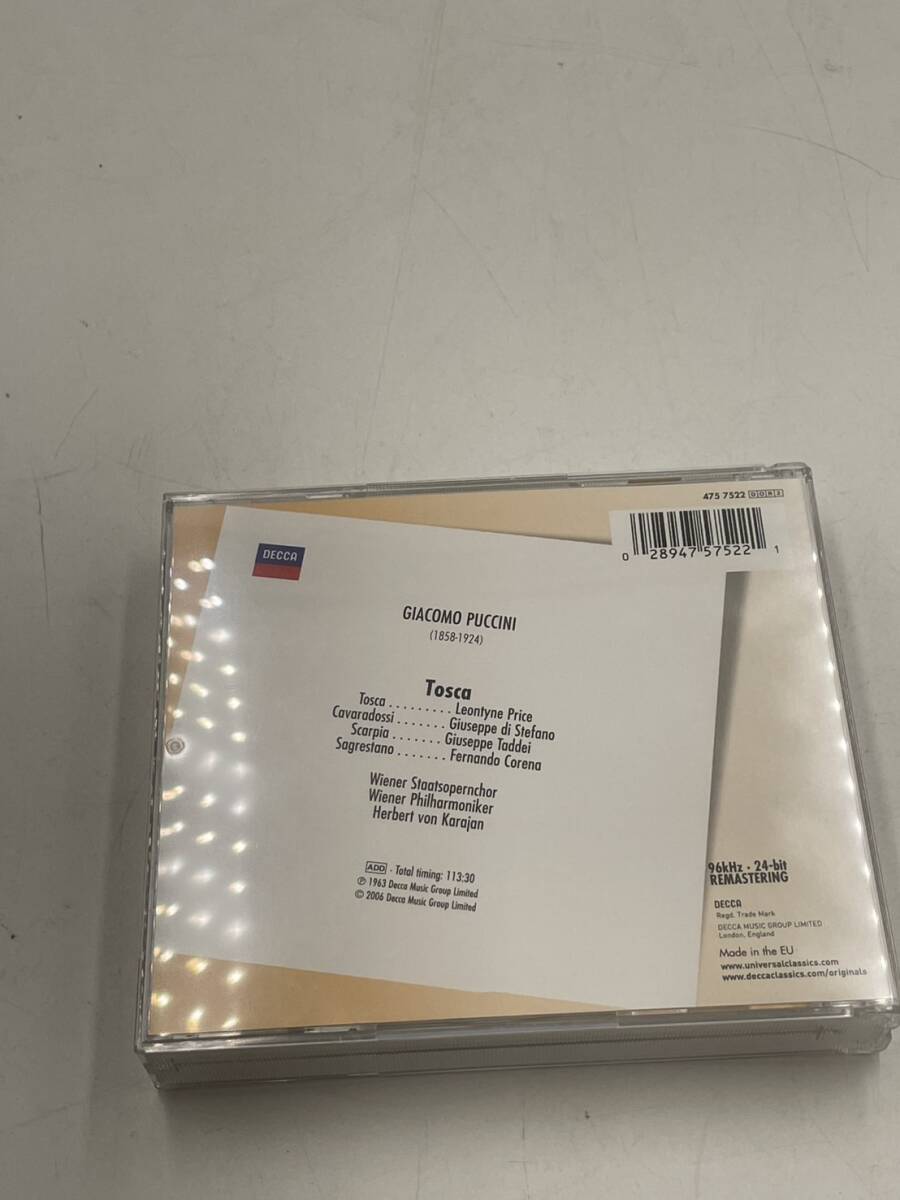 475 7522 GOR2
0 28947 57522 1
DECCA
GIACOMO PUCCINI
(1858-1924)
Tosca
Tosca . . . . . . . . . Leontyne Price
Cavaradossi . . . . . . . Giuseppe di Stefano
Scarpia . . . . . . . Giuseppe Taddei
Sagrestano . . . . . . . Fernando Corena
Wiener Staatsopernchor
Wiener Philharmoniker
Herbert von Karajan
ADD · Total timing: 113:30
℗ 1963 Decca Music Group Limited
© 2006 Decca Music Group Limited
96kHz · 24-bit
REMASTERING
DECCA
Regd. Trade Mark
DECCA MUSIC GROUP LIMITED
London, England
Made in the EU
www.universalclassics.com
www.deccaclassics.com/originals